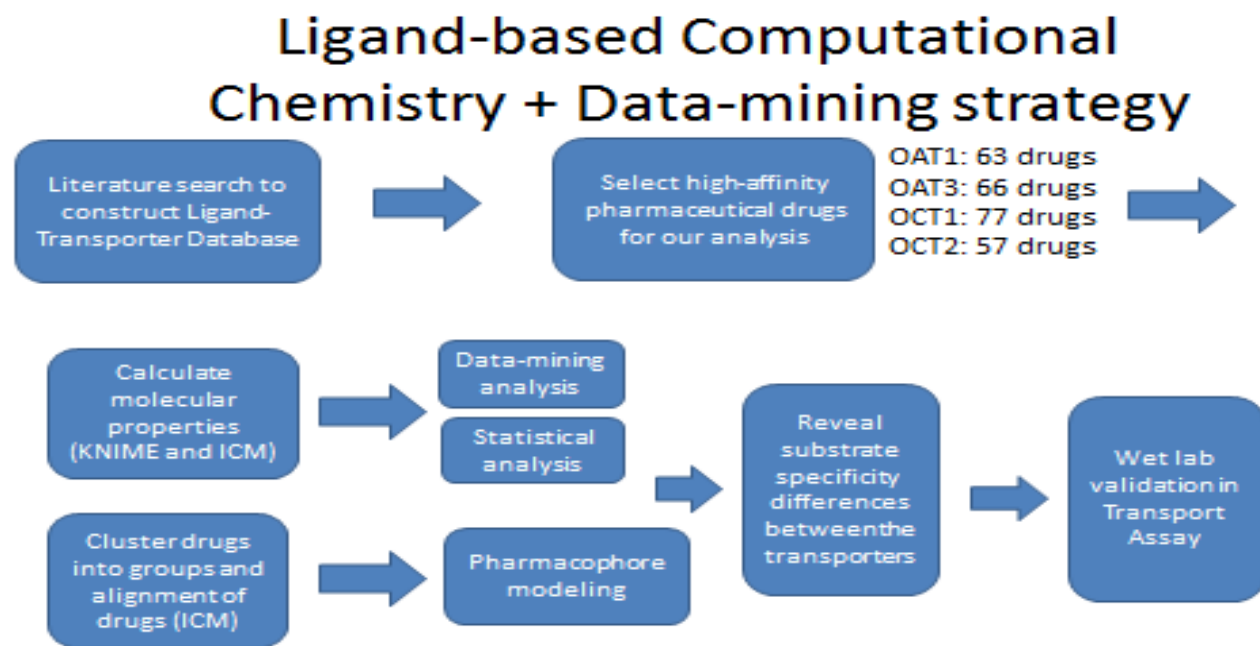 Ligand-based Computational
Chemistry + Data-mining strategy
Literature search to
construct Ligand-
Transporter Database
Select high-affinity
pharmaceutical drugs
for our analysis
OAT1: 63 drugs
OAT3: 66 drugs
OCT1: 77 drugs
OCT2: 57 drugs
Calculate
molecular
properties
(KNIME and ICM)
Data-mining
analysis
Statistical
analysis
Cluster drugs
into groups and
alignment of
drugs (ICM)
Pharmacophore
modeling
Reveal
substrate
specificity
differences
betweenthe
transporters
Wet lab
validation in
Transport
Assay